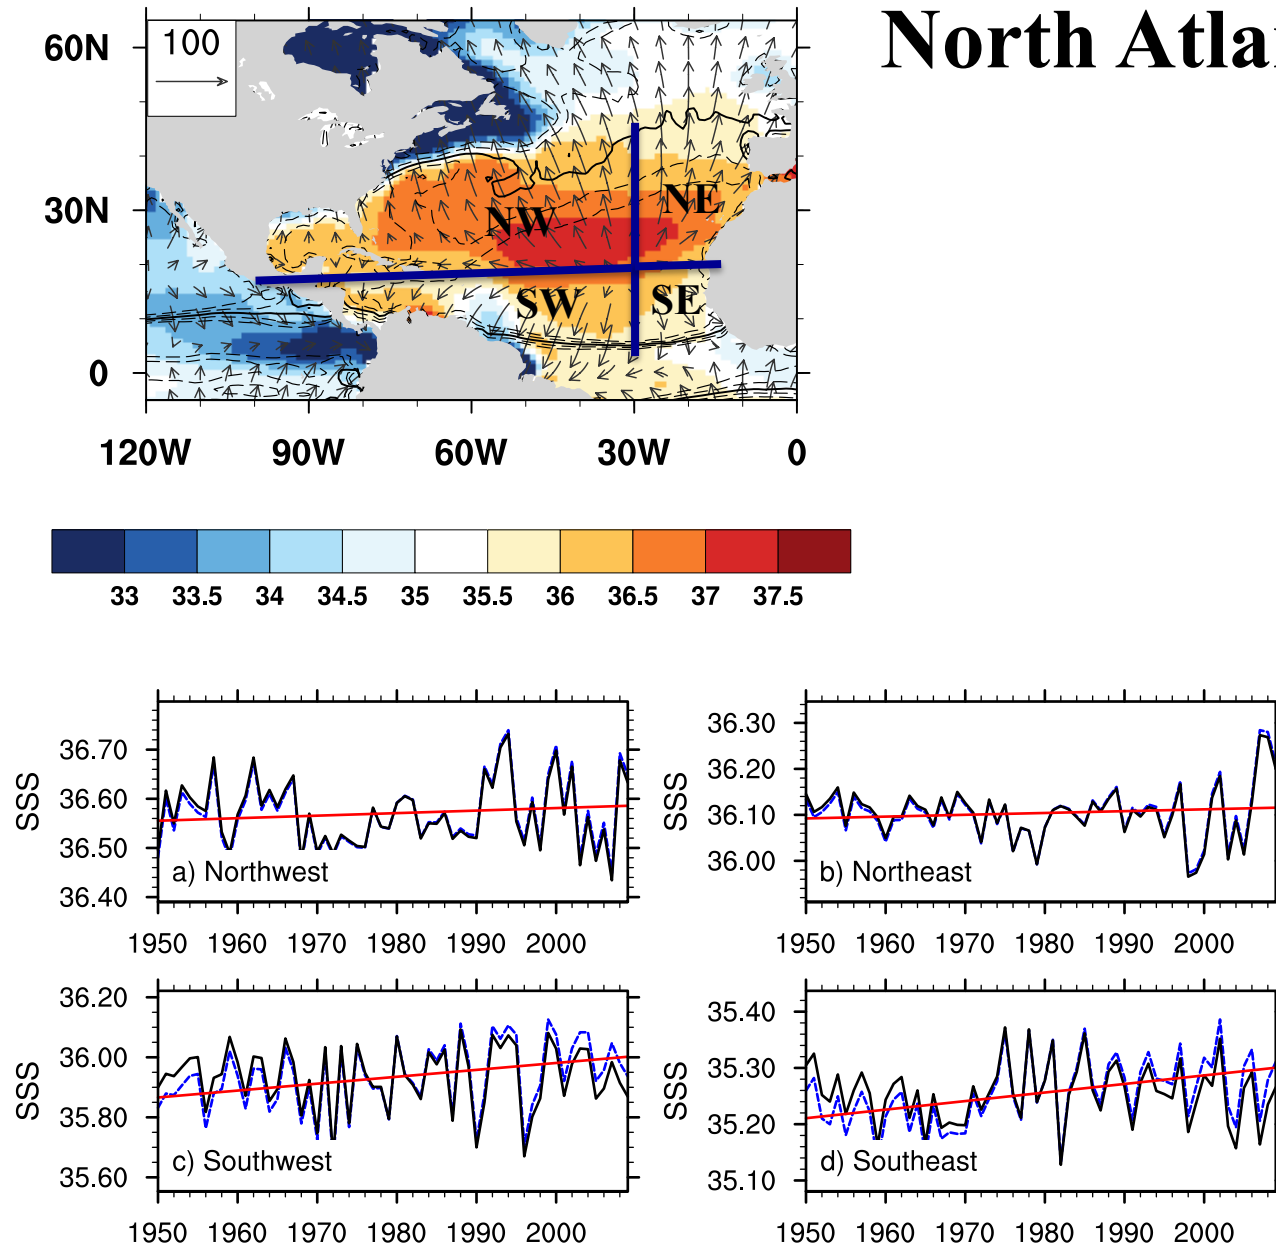 North Atla
100
60N
30N
0
NW
NE
SW
SE
120W 90W 60W 30W 0
33 33.5 34 34.5 35 35.5 36 36.5 37 37.5
SSS
36.70
36.60
36.50
36.40
a) Northwest
1950 1960 1970 1980 1990 2000
SSS
36.30
36.20
36.10
36.00
b) Northeast
1950 1960 1970 1980 1990 2000
SSS
36.20
36.00
35.80
35.60
c) Southwest
1950 1960 1970 1980 1990 2000
SSS
35.40
35.30
35.20
35.10
d) Southeast
1950 1960 1970 1980 1990 2000